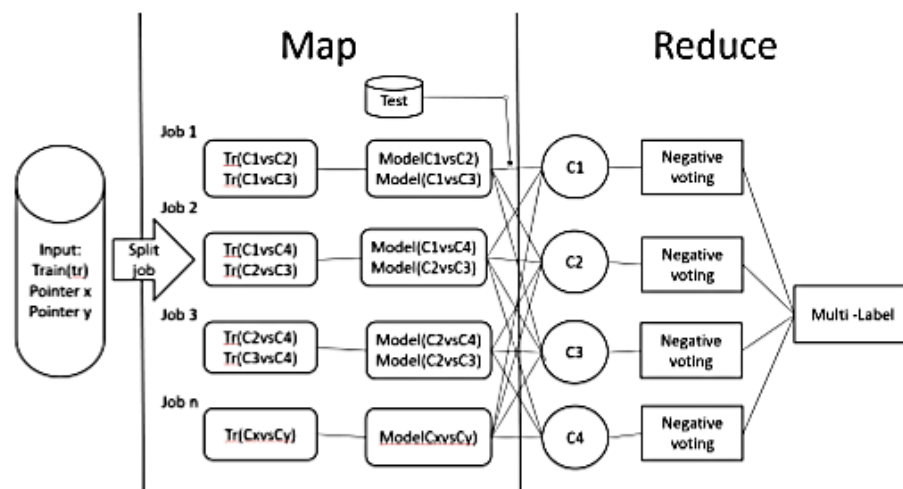 Map
Reduce
Test
Job 1
Tr(C1vsC2)
Tr(C1vsC3)
ModelC1vsC2)
Model(C1vsC3)
C1
Negative
voting
Job 2
Input:
Train(tr)
Pointer x
Pointer y
Split
job
Tr(C1vsC4)
Tr(C2vsC3)
Model(C1vsC4)
Model(C2vsC3)
C2
Negative
voting
Multi -Label
Job 3
Tr(C2vsC4)
Tr(C3vsC4)
Model(C2vsC4)
Model(C2vsC3)
C3
Negative
voting
Job n
Tr(CxvsCy)
ModelCxvsCy)
C4
Negative
voting